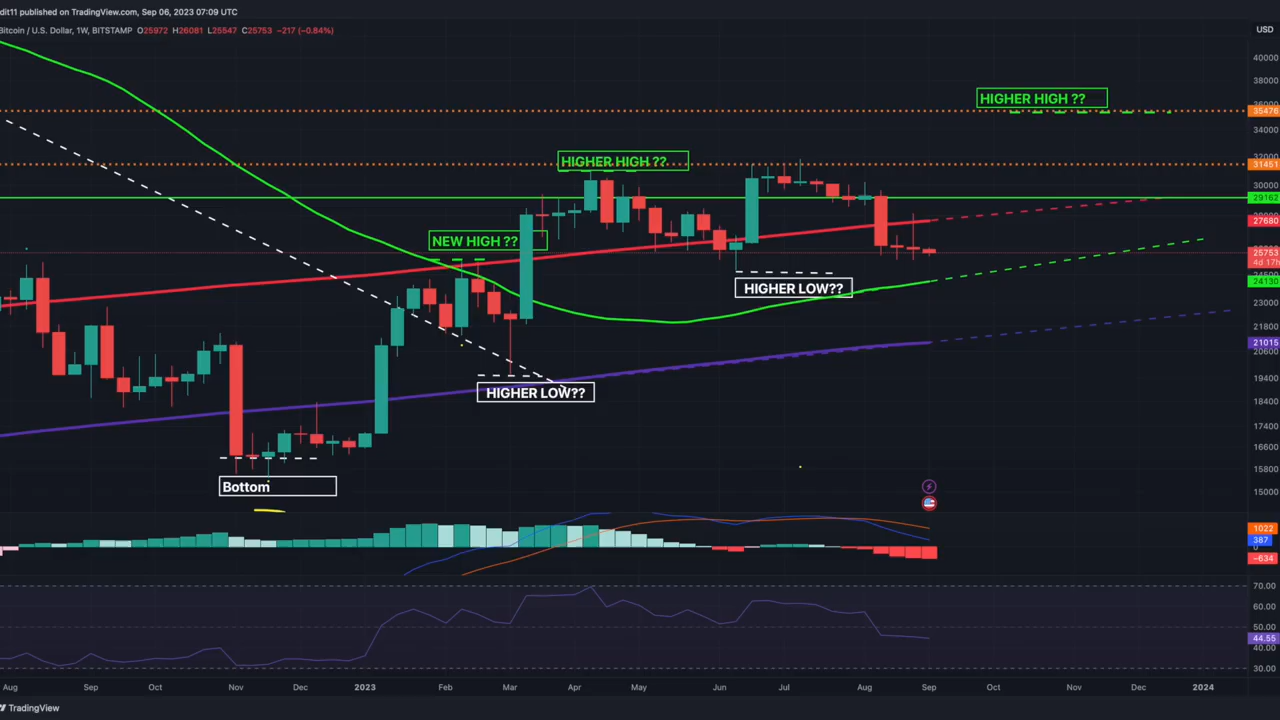 dit11 published on TradingView.com, Sep 06, 2023 07:09 UTC
Bitcoin / U.S. Dollar, 1W, BITSTAMP O25972 H26081 L25547 C25753 −217 (−0.84%)
USD
40000
38000
HIGHER HIGH ??
35476
34000
HIGHER HIGH ??
31451
30000
29162
27680
NEW HIGH ??
25753
4d 17h
24130
HIGHER LOW??
23000
21800
21015
20600
19400
HIGHER LOW??
18400
17400
16600
15800
Bottom
15000
1022
387
−634
70.00
60.00
50.00
44.55
40.00
30.00
Aug Sep Oct Nov Dec 2023 Feb Mar Apr May Jun Jul Aug Sep Oct Nov Dec 2024
TradingView